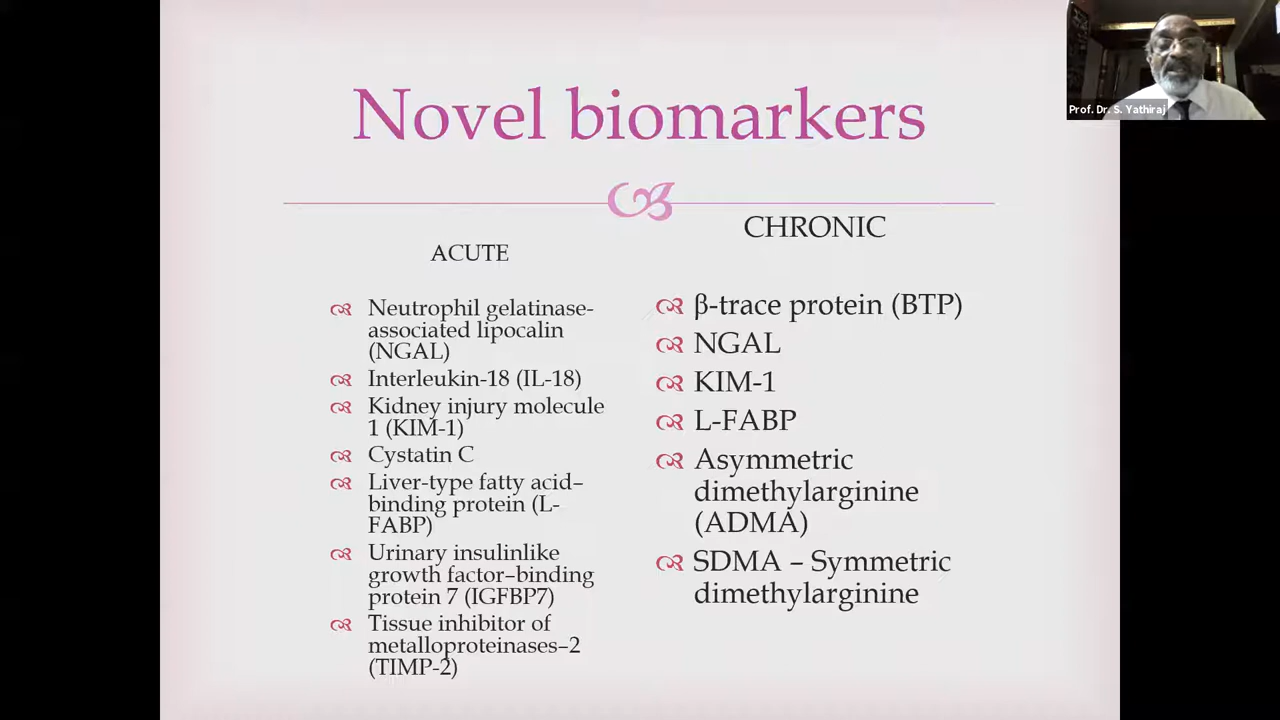 Novel biomarkers
Prof. Dr. S. Yathiraj
ACUTE
Neutrophil gelatinase-
associated lipocalin
(NGAL)
Interleukin-18 (IL-18)
Kidney injury molecule
1 (KIM-1)
Cystatin C
Liver-type fatty acid–
binding protein (L-
FABP)
Urinary insulinlike
growth factor–binding
protein 7 (IGFBP7)
Tissue inhibitor of
metalloproteinases–2
(TIMP-2)
CHRONIC
β-trace protein (BTP)
NGAL
KIM-1
L-FABP
Asymmetric
dimethylarginine
(ADMA)
SDMA – Symmetric
dimethylarginine